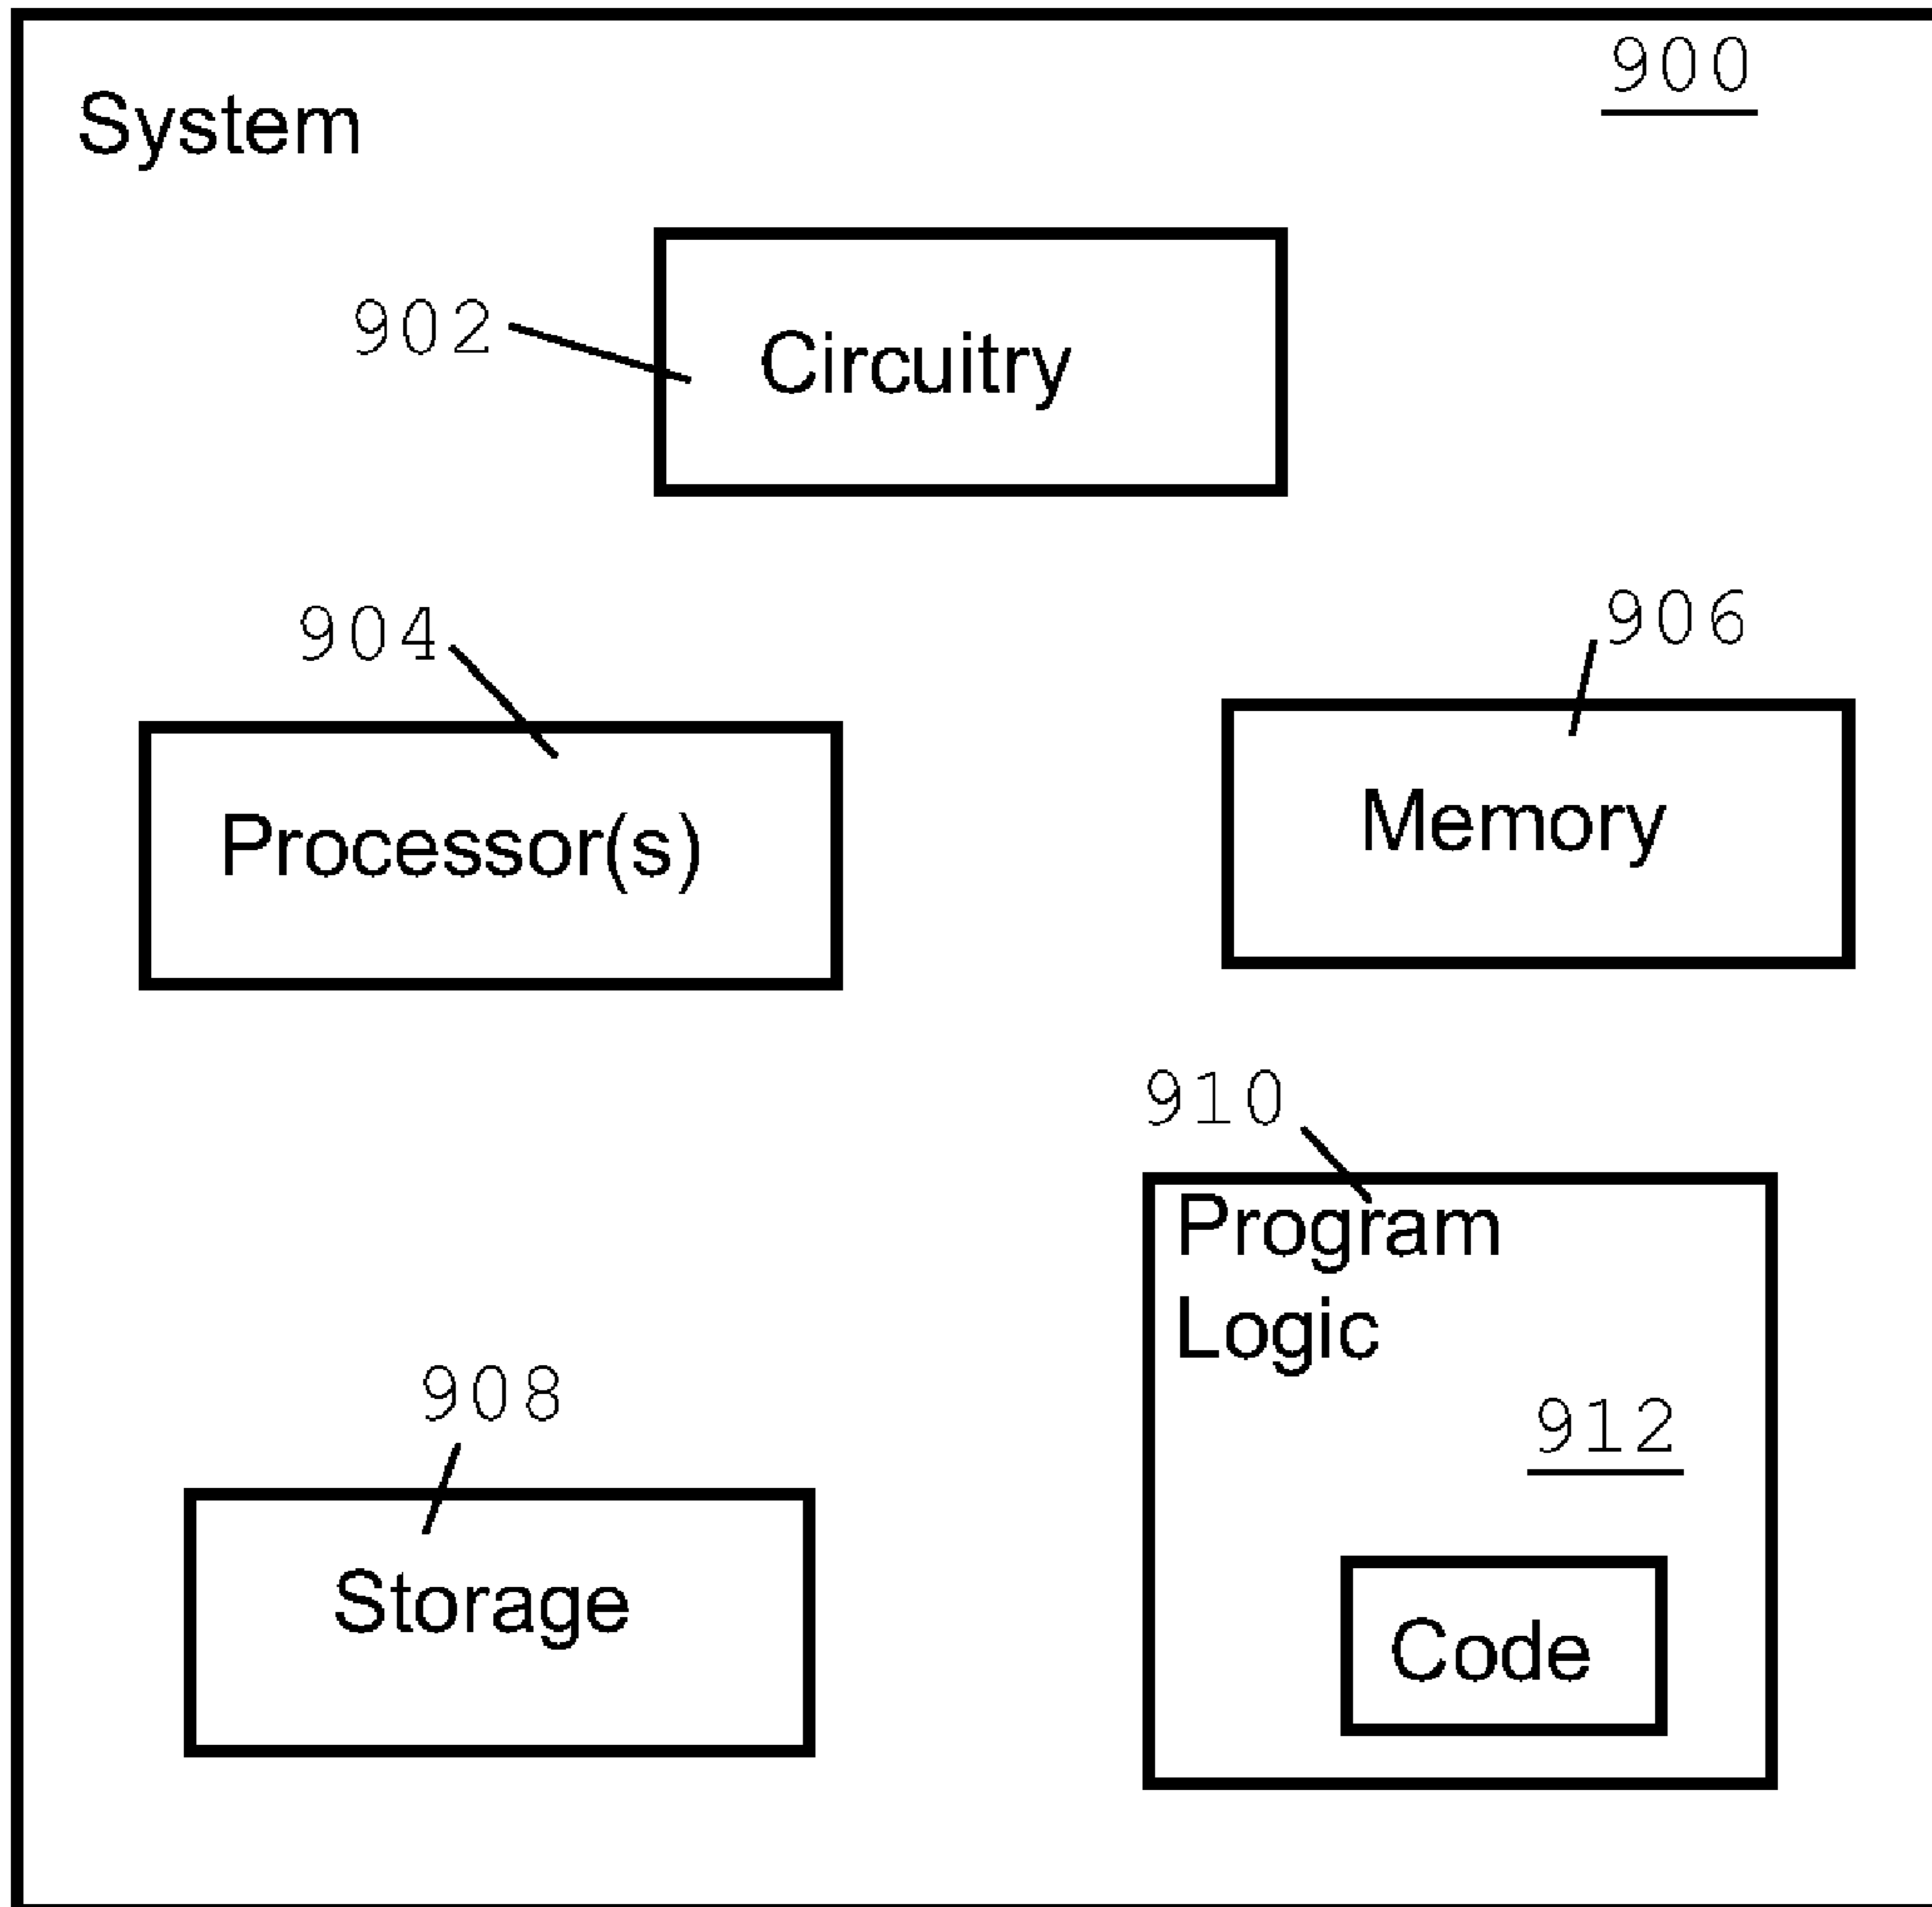 900
System
902
Circuitry
904
906
Processor(s)
Memory
910
Program
Logic
908
912
Storage
Code